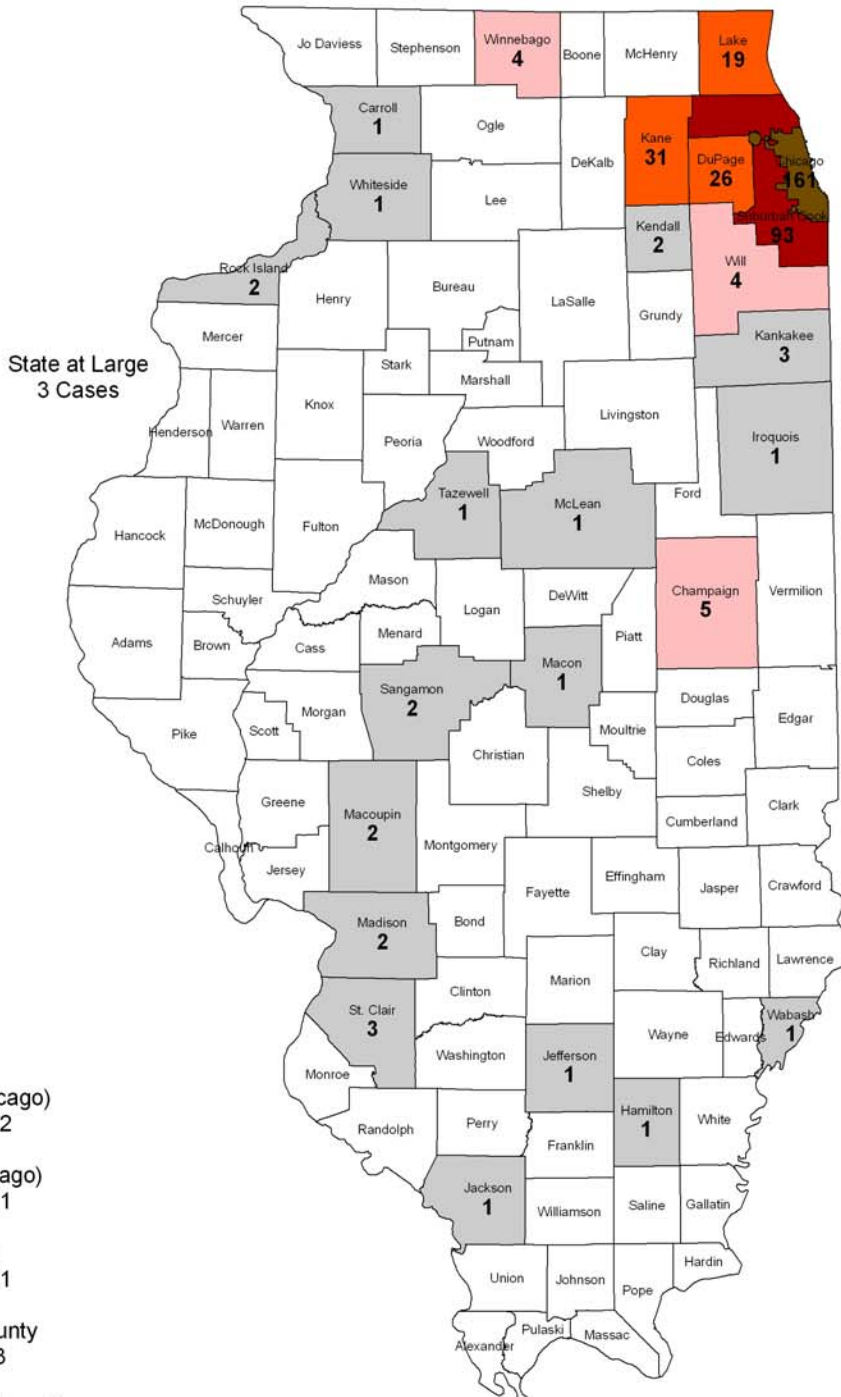 Jo Daviess
Stephenson
Winnebago
4
Boone
McHenry
Lake
19
Carroll
1
Ogle
DeKalb
Kane
31
DuPage
26
Chicago
161
Suburban Cook
93
Whiteside
1
Lee
Kendall
2
Will
4
Rock Island
2
Henry
Bureau
LaSalle
Grundy
Kankakee
3
Mercer
Putnam
State at Large
3 Cases
Stark
Marshall
Knox
Henderson
Warren
Peoria
Woodford
Livingston
Iroquois
1
Ford
Tazewell
1
McLean
1
Hancock
McDonough
Fulton
Mason
Schuyler
Logan
DeWitt
Champaign
5
Vermilion
Adams
Brown
Cass
Menard
Piatt
Sangamon
2
Macon
1
Douglas
Edgar
Pike
Scott
Morgan
Christian
Moultrie
Coles
Shelby
Greene
Macoupin
2
Montgomery
Cumberland
Clark
Calhoun
Jersey
Fayette
Effingham
Jasper
Crawford
Madison
2
Bond
Clay
Richland
Lawrence
Marion
St. Clair
3
Clinton
Wayne
Edwards
Wabash
1
Monroe
Washington
Jefferson
1
cago)
2
Hamilton
1
White
Randolph
Perry
Franklin
ago)
1
Jackson
1
Williamson
Saline
Gallatin
1
Union
Johnson
Pope
Hardin
unty
3
Alexander
Pulaski
Massac